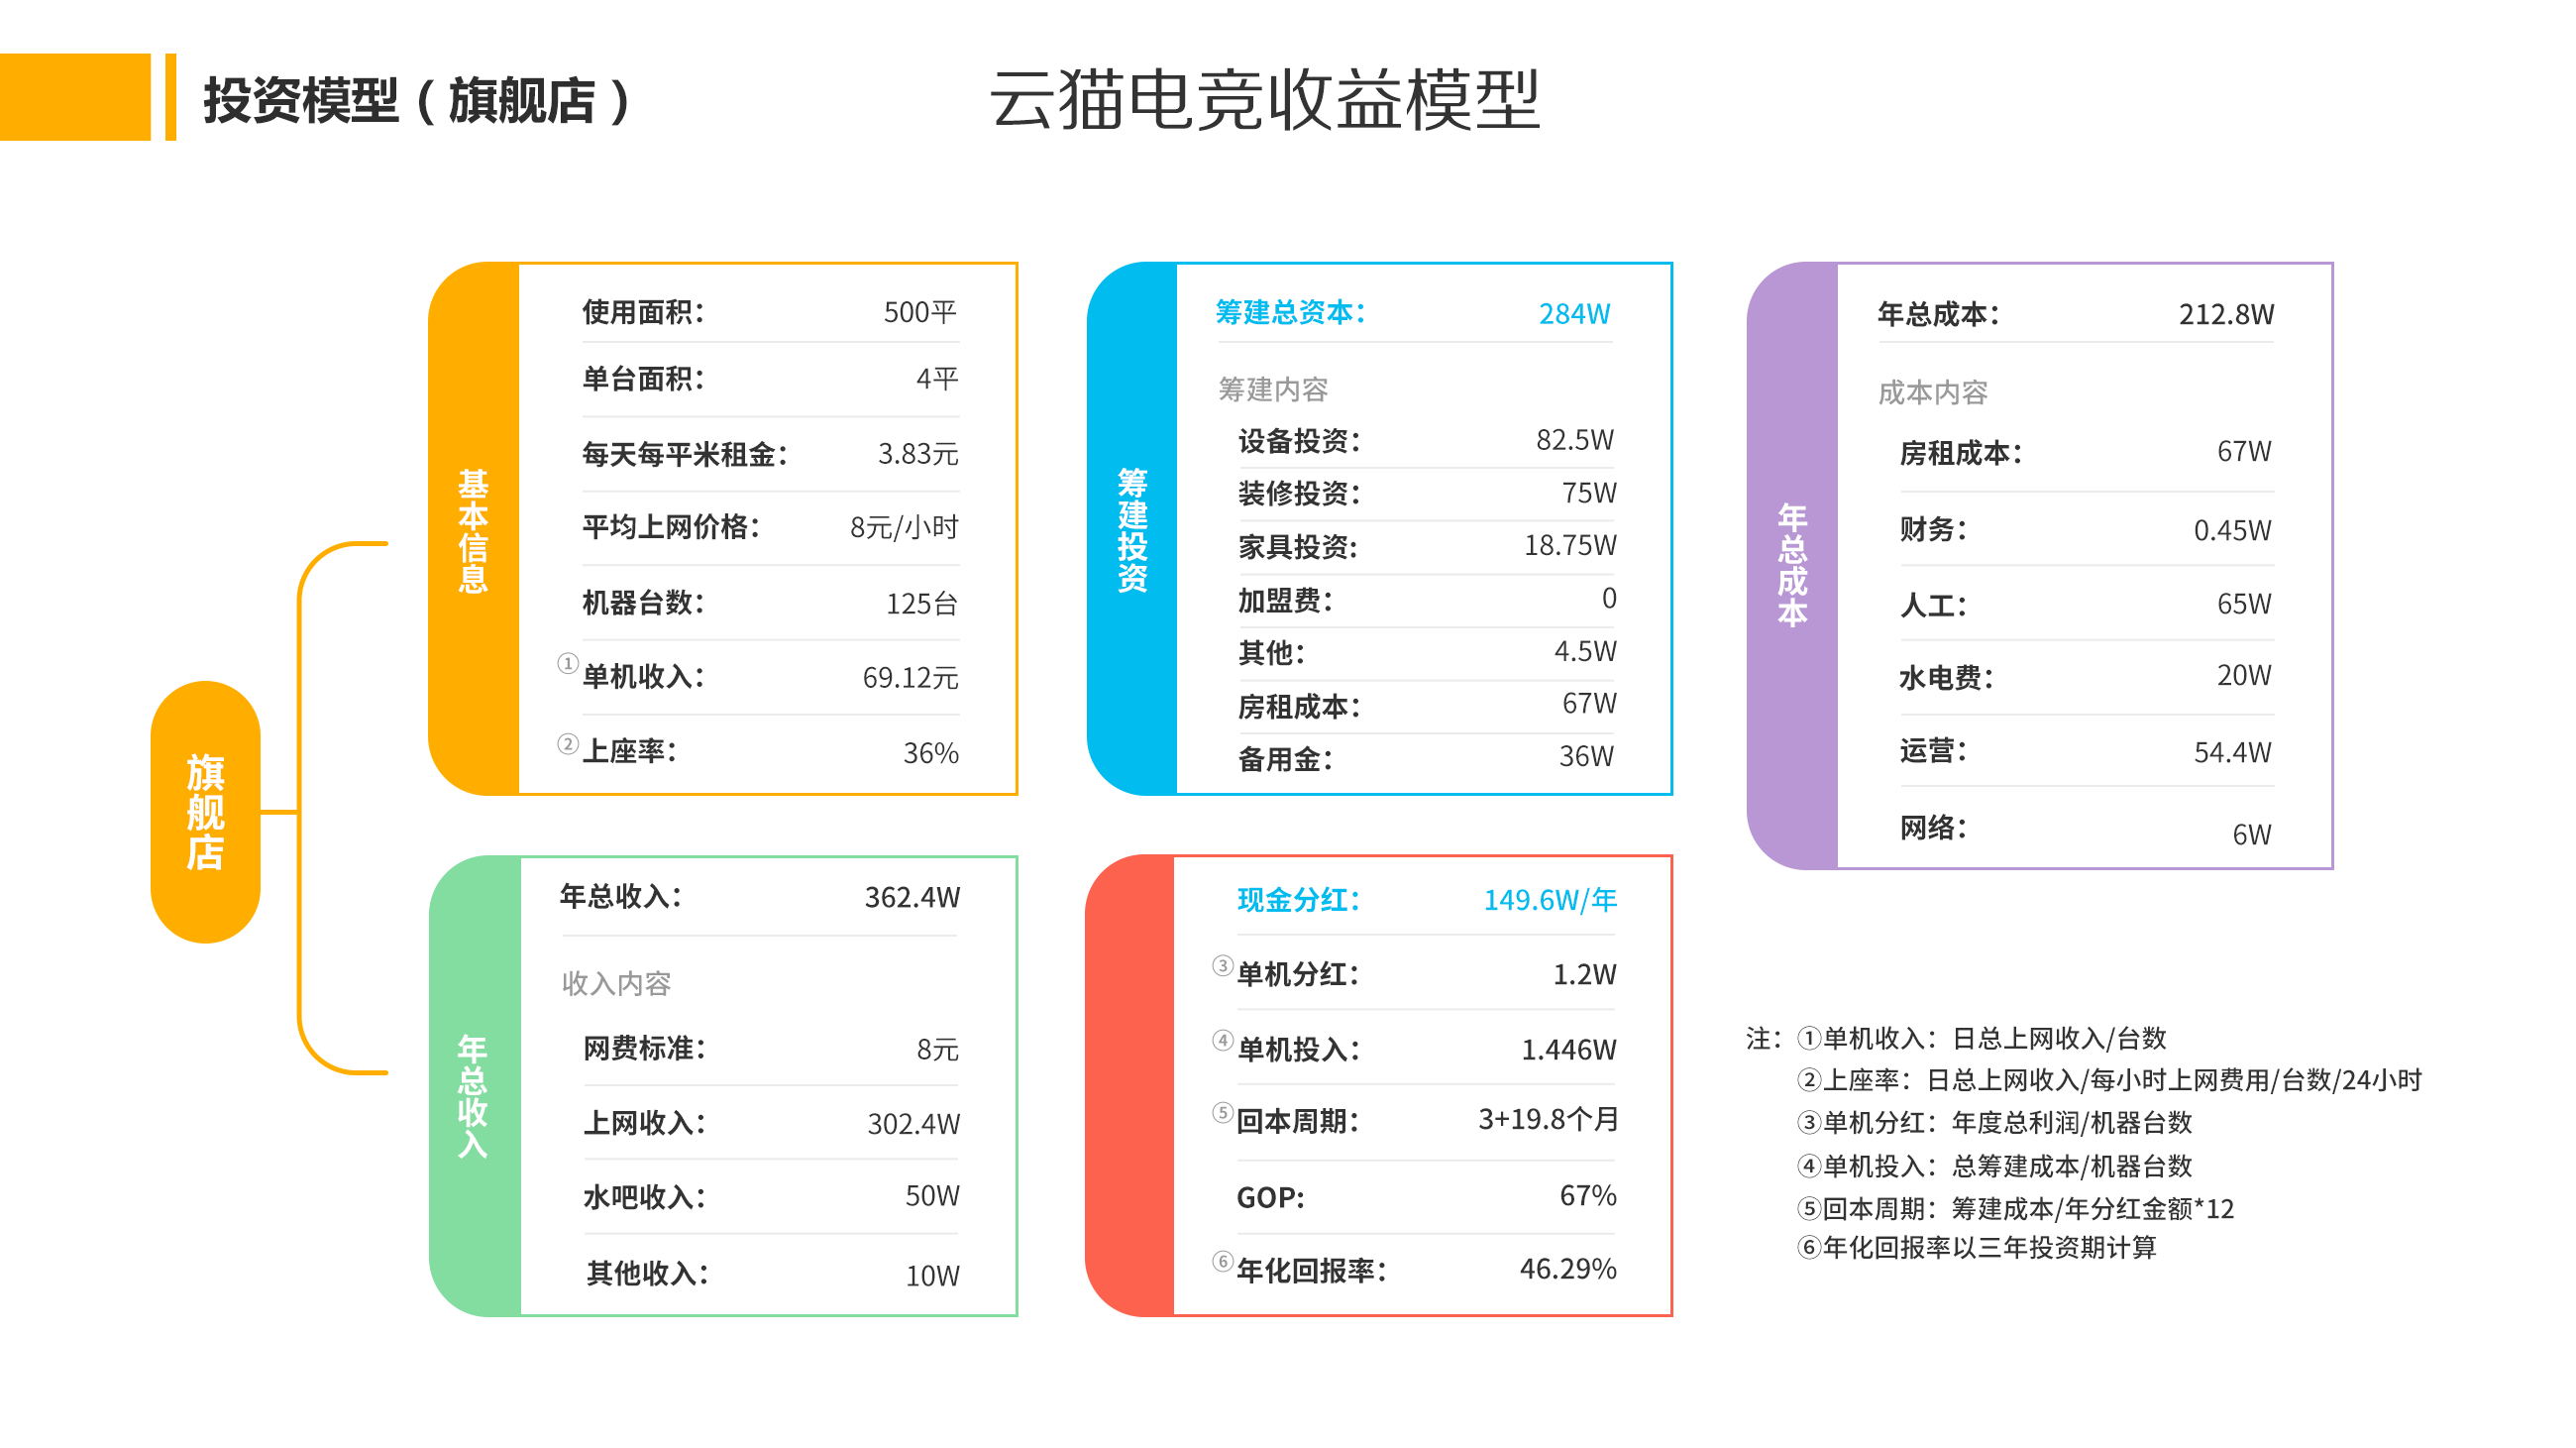 投资模型（旗舰店）
云猫电竞收益模型
旗舰店
基本信息
使用面积： 500平
单台面积： 4平
每天每平米租金： 3.83元
平均上网价格： 8元/小时
机器台数： 125台
①单机收入： 69.12元
②上座率： 36%
筹建投资
筹建总资本： 284W
筹建内容
设备投资： 82.5W
装修投资： 75W
家具投资: 18.75W
加盟费： 0
其他： 4.5W
房租成本： 67W
备用金： 36W
年总成本
年总成本： 212.8W
成本内容
房租成本： 67W
财务： 0.45W
人工： 65W
水电费： 20W
运营： 54.4W
网络： 6W
年总收入
年总收入： 362.4W
收入内容
网费标准： 8元
上网收入： 302.4W
水吧收入： 50W
其他收入： 10W
现金分红： 149.6W/年
③单机分红： 1.2W
④单机投入： 1.446W
⑤回本周期： 3+19.8个月
GOP: 67%
⑥年化回报率： 46.29%
注：①单机收入：日总上网收入/台数
②上座率：日总上网收入/每小时上网费用/台数/24小时
③单机分红：年度总利润/机器台数
④单机投入：总筹建成本/机器台数
⑤回本周期：筹建成本/年分红金额*12
⑥年化回报率以三年投资期计算